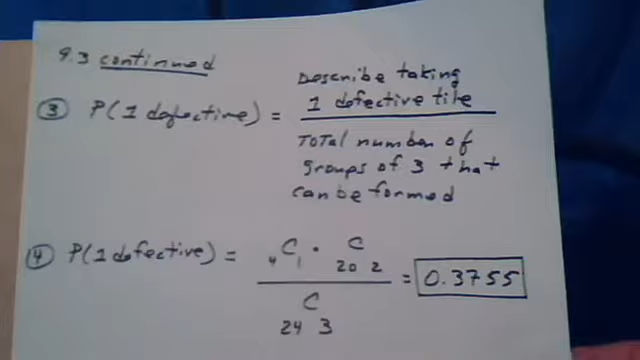 9.3 continued
③ P(1 defective) =
Describe taking
1 defective tile
Total number of
groups of 3 that
can be formed
④ P(1 defective) =
4C1 · 20C2
24C3
= 0.3755